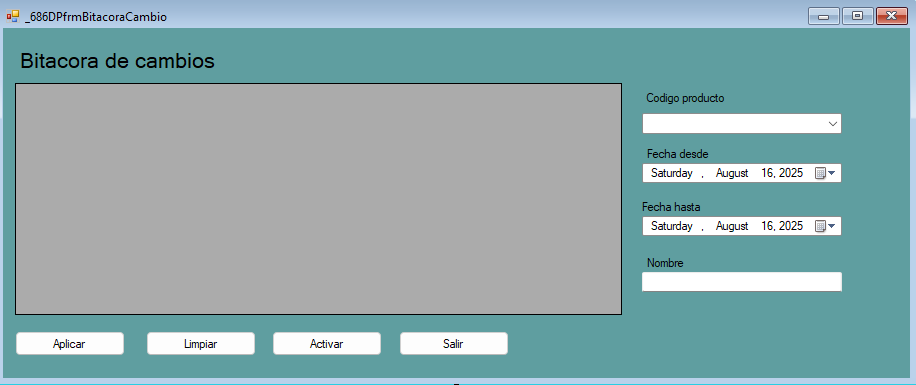 _686DPfrmBitacoraCambio
Bitacora de cambios
Codigo producto
Fecha desde
Saturday , August 16, 2025
Fecha hasta
Saturday , August 16, 2025
Nombre
Aplicar
Limpiar
Activar
Salir